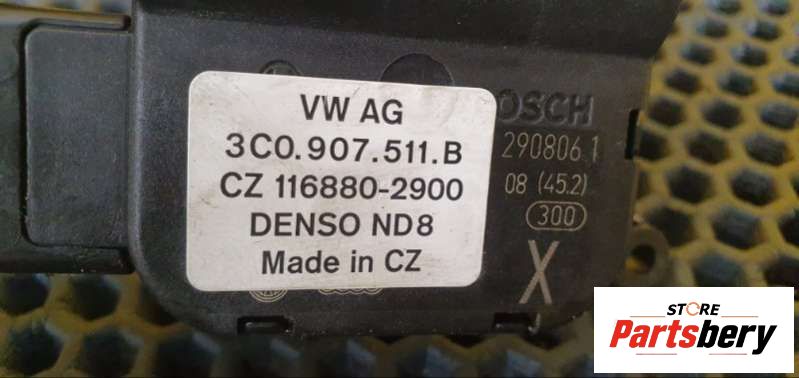 VW AG
3C0.907.511.B
CZ 116880-2900
DENSO ND8
Made in CZ
OSCH
290806 1
08 (45.2)
300
X
STORE
Partsbery